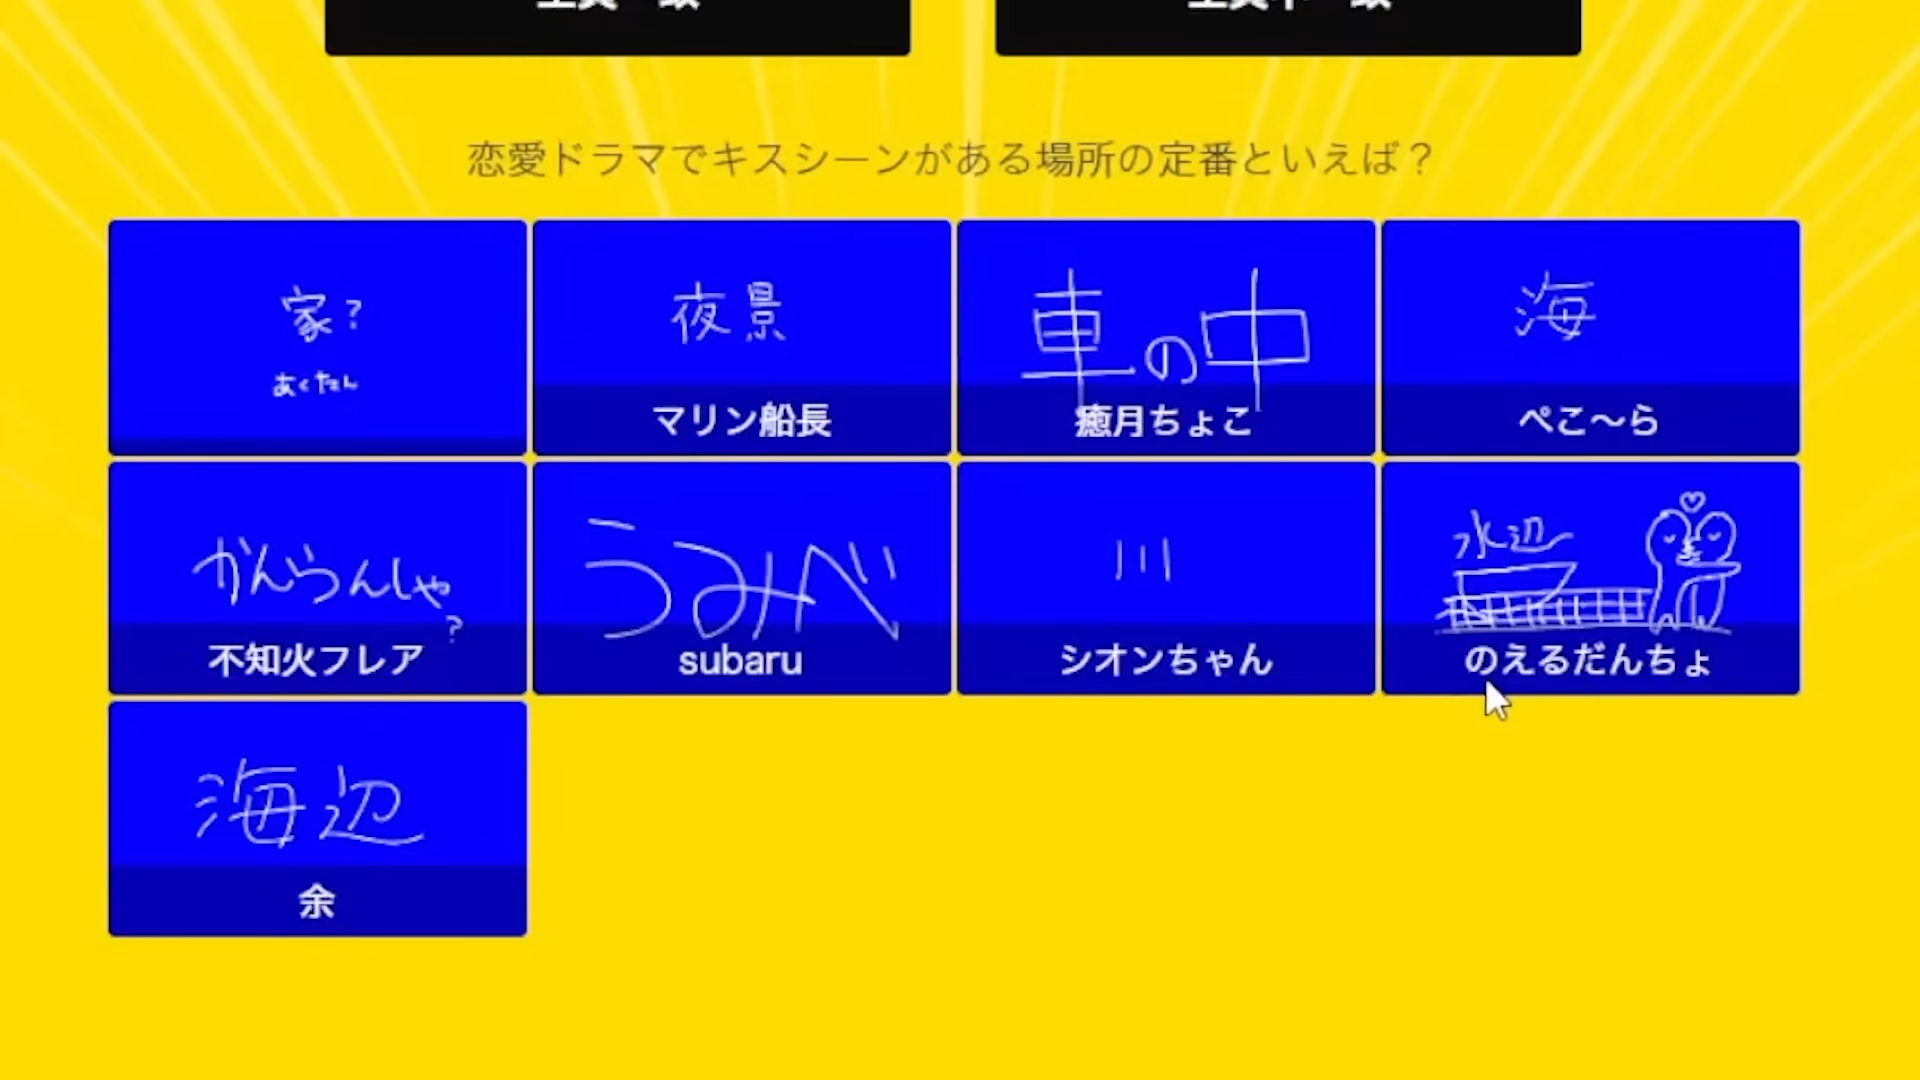 恋愛ドラマでキスシーンがある場所の定番といえば？
家?
あくたん
夜景
マリン船長
車の中
癒月ちょこ
海
ぺこ〜ら
かんらんしゃ
?
不知火フレア
うみべ
subaru
川
シオンちゃん
水辺
のえるだんちょ
海辺
余